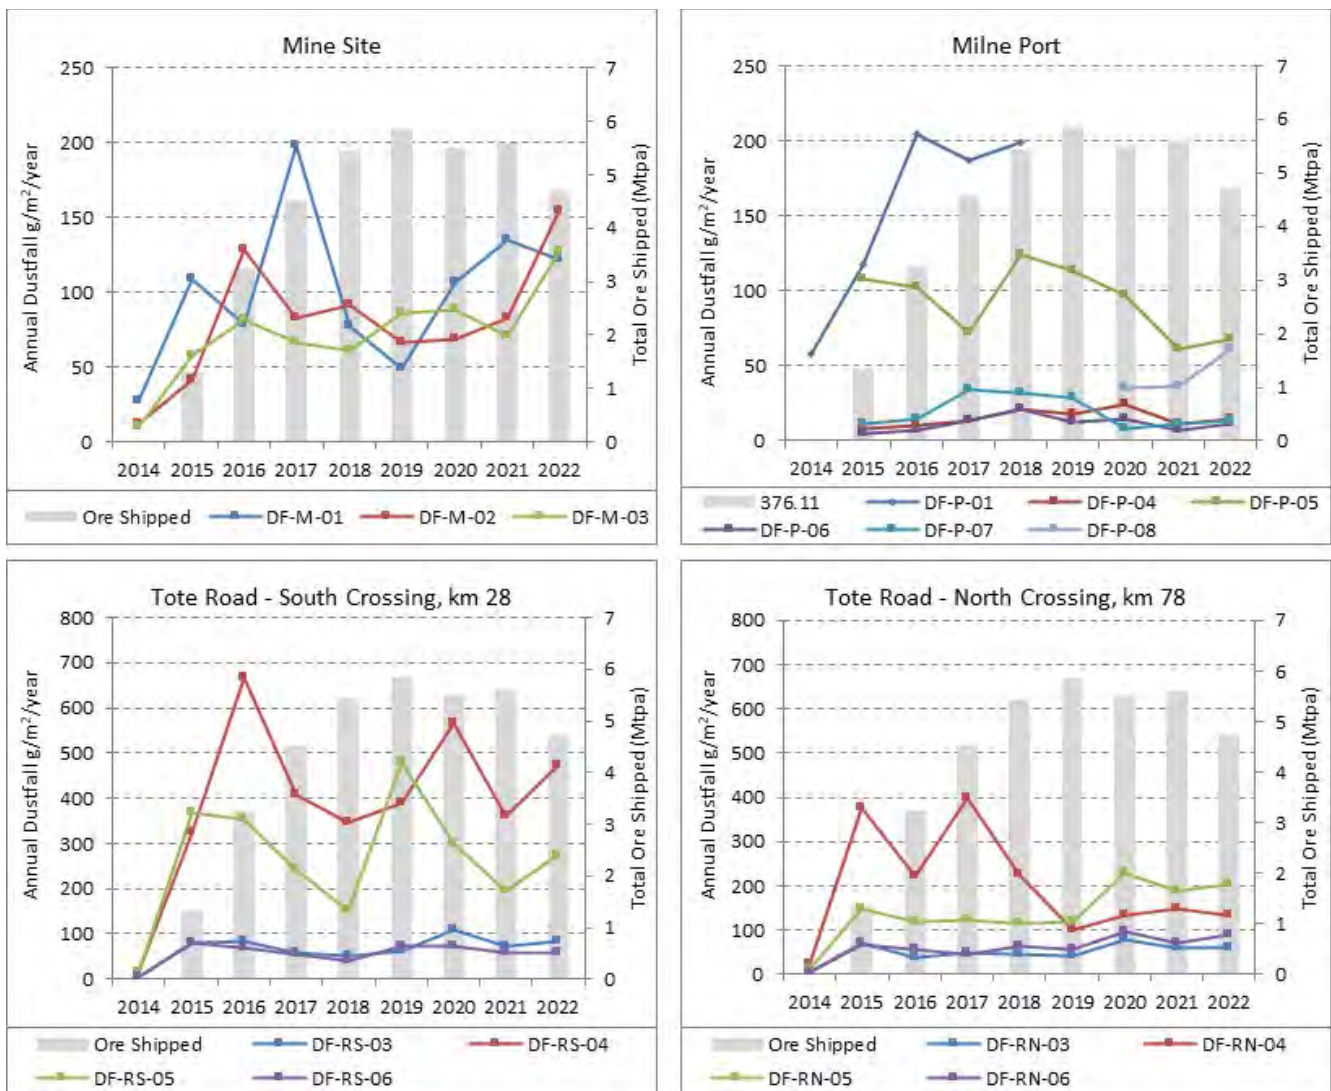 Mine Site
Annual Dustfall g/m²/year
250
200
150
100
50
0
7
6
5
4
3
2
1
0
Total Ore Shipped (Mtpa)
2014 2015 2016 2017 2018 2019 2020 2021 2022
Ore Shipped DF-M-01 DF-M-02 DF-M-03
Milne Port
Annual Dustfall g/m²/year
250
200
150
100
50
0
7
6
5
4
3
2
1
0
Total Ore Shipped (Mtpa)
2014 2015 2016 2017 2018 2019 2020 2021 2022
376.11 DF-P-01 DF-P-04 DF-P-05
DF-P-06 DF-P-07 DF-P-08
Tote Road - South Crossing, km 28
Annual Dustfall g/m²/year
800
700
600
500
400
300
200
100
0
7
6
5
4
3
2
1
0
Total Ore Shipped (Mtpa)
2014 2015 2016 2017 2018 2019 2020 2021 2022
Ore Shipped DF-RS-03 DF-RS-04
DF-RS-05 DF-RS-06
Tote Road - North Crossing, km 78
Annual Dustfall g/m²/year
800
700
600
500
400
300
200
100
0
7
6
5
4
3
2
1
0
Total Ore Shipped (Mtpa)
2014 2015 2016 2017 2018 2019 2020 2021 2022
Ore Shipped DF-RN-03 DF-RN-04
DF-RN-05 DF-RN-06